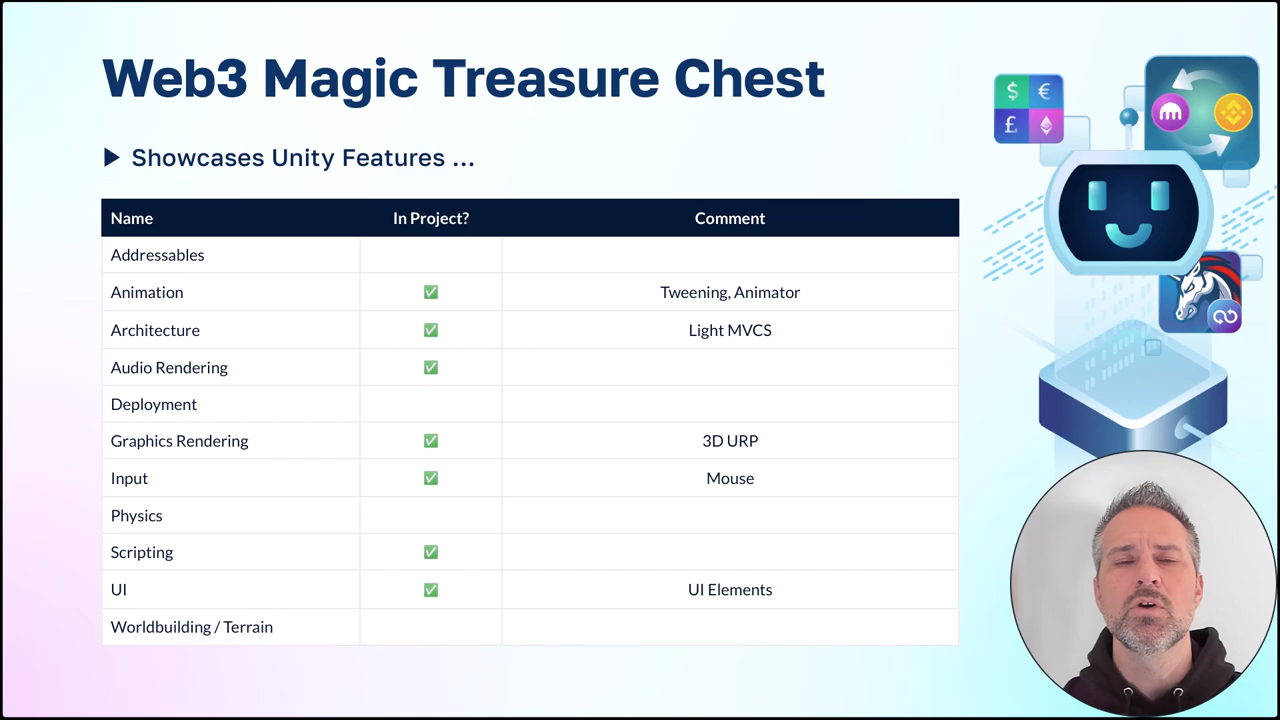 Web3 Magic Treasure Chest
▶ Showcases Unity Features ...
Name In Project? Comment
Addressables
Animation ✅ Tweening, Animator
Architecture ✅ Light MVCS
Audio Rendering ✅
Deployment
Graphics Rendering ✅ 3D URP
Input ✅ Mouse
Physics
Scripting ✅
UI ✅ UI Elements
Worldbuilding / Terrain
$ €
£